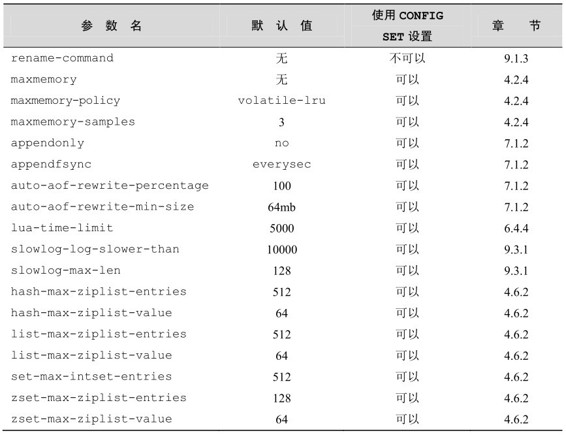 参 数 名 默 认 值 使用 CONFIG SET 设置 章 节
rename-command 无 不可以 9.1.3
maxmemory 无 可以 4.2.4
maxmemory-policy volatile-lru 可以 4.2.4
maxmemory-samples 3 可以 4.2.4
appendonly no 可以 7.1.2
appendfsync everysec 可以 7.1.2
auto-aof-rewrite-percentage 100 可以 7.1.2
auto-aof-rewrite-min-size 64mb 可以 7.1.2
lua-time-limit 5000 可以 6.4.4
slowlog-log-slower-than 10000 可以 9.3.1
slowlog-max-len 128 可以 9.3.1
hash-max-ziplist-entries 512 可以 4.6.2
hash-max-ziplist-value 64 可以 4.6.2
list-max-ziplist-entries 512 可以 4.6.2
list-max-ziplist-value 64 可以 4.6.2
set-max-intset-entries 512 可以 4.6.2
zset-max-ziplist-entries 128 可以 4.6.2
zset-max-ziplist-value 64 可以 4.6.2